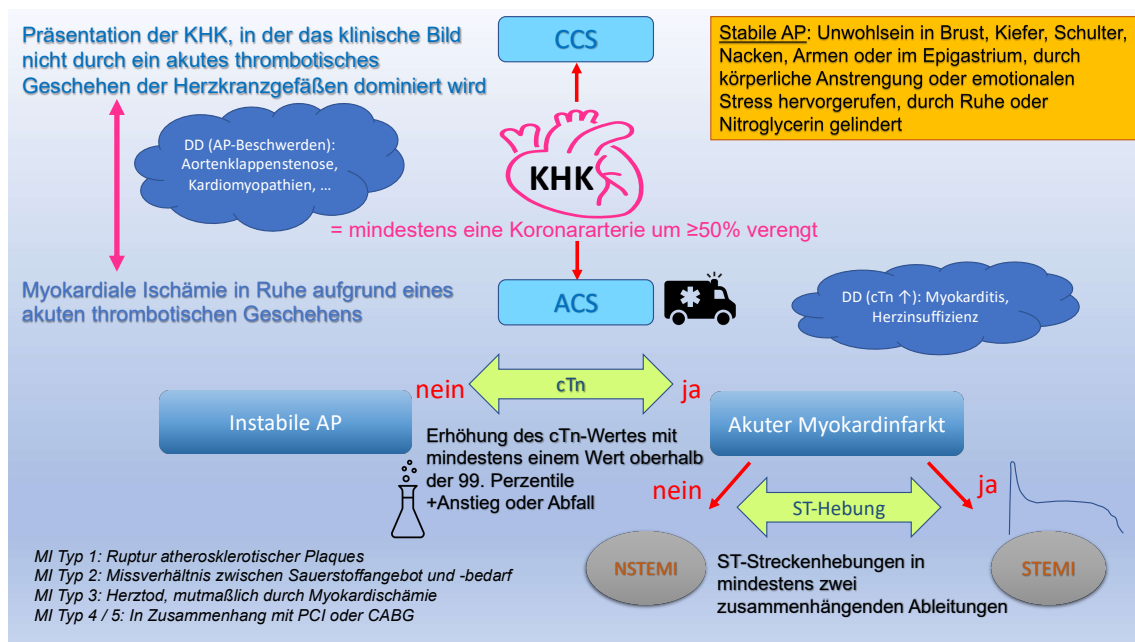 Präsentation der KHK, in der das klinische Bild
nicht durch ein akutes thrombotisches
Geschehen der Herzkranzgefäßen dominiert wird
CCS
Stabile AP: Unwohlsein in Brust, Kiefer, Schulter,
Nacken, Armen oder im Epigastrium, durch
körperliche Anstrengung oder emotionalen
Stress hervorgerufen, durch Ruhe oder
Nitroglycerin gelindert
DD (AP-Beschwerden):
Aortenklappenstenose,
Kardiomyopathien, ...
KHK
= mindestens eine Koronararterie um ≥50% verengt
Myokardiale Ischämie in Ruhe aufgrund eines
akuten thrombotischen Geschehens
ACS
DD (cTn ↑): Myokarditis,
Herzinsuffizienz
nein
cTn
ja
Instabile AP
Akuter Myokardinfarkt
Erhöhung des cTn-Wertes mit
mindestens einem Wert oberhalb
der 99. Perzentile
+Anstieg oder Abfall
nein
ST-Hebung
ja
NSTEMI
STEMI
ST-Streckenhebungen in
mindestens zwei
zusammenhängenden Ableitungen
MI Typ 1: Ruptur atherosklerotischer Plaques
MI Typ 2: Missverhältnis zwischen Sauerstoffangebot und -bedarf
MI Typ 3: Herztod, mutmaßlich durch Myokardischämie
MI Typ 4 / 5: In Zusammenhang mit PCI oder CABG